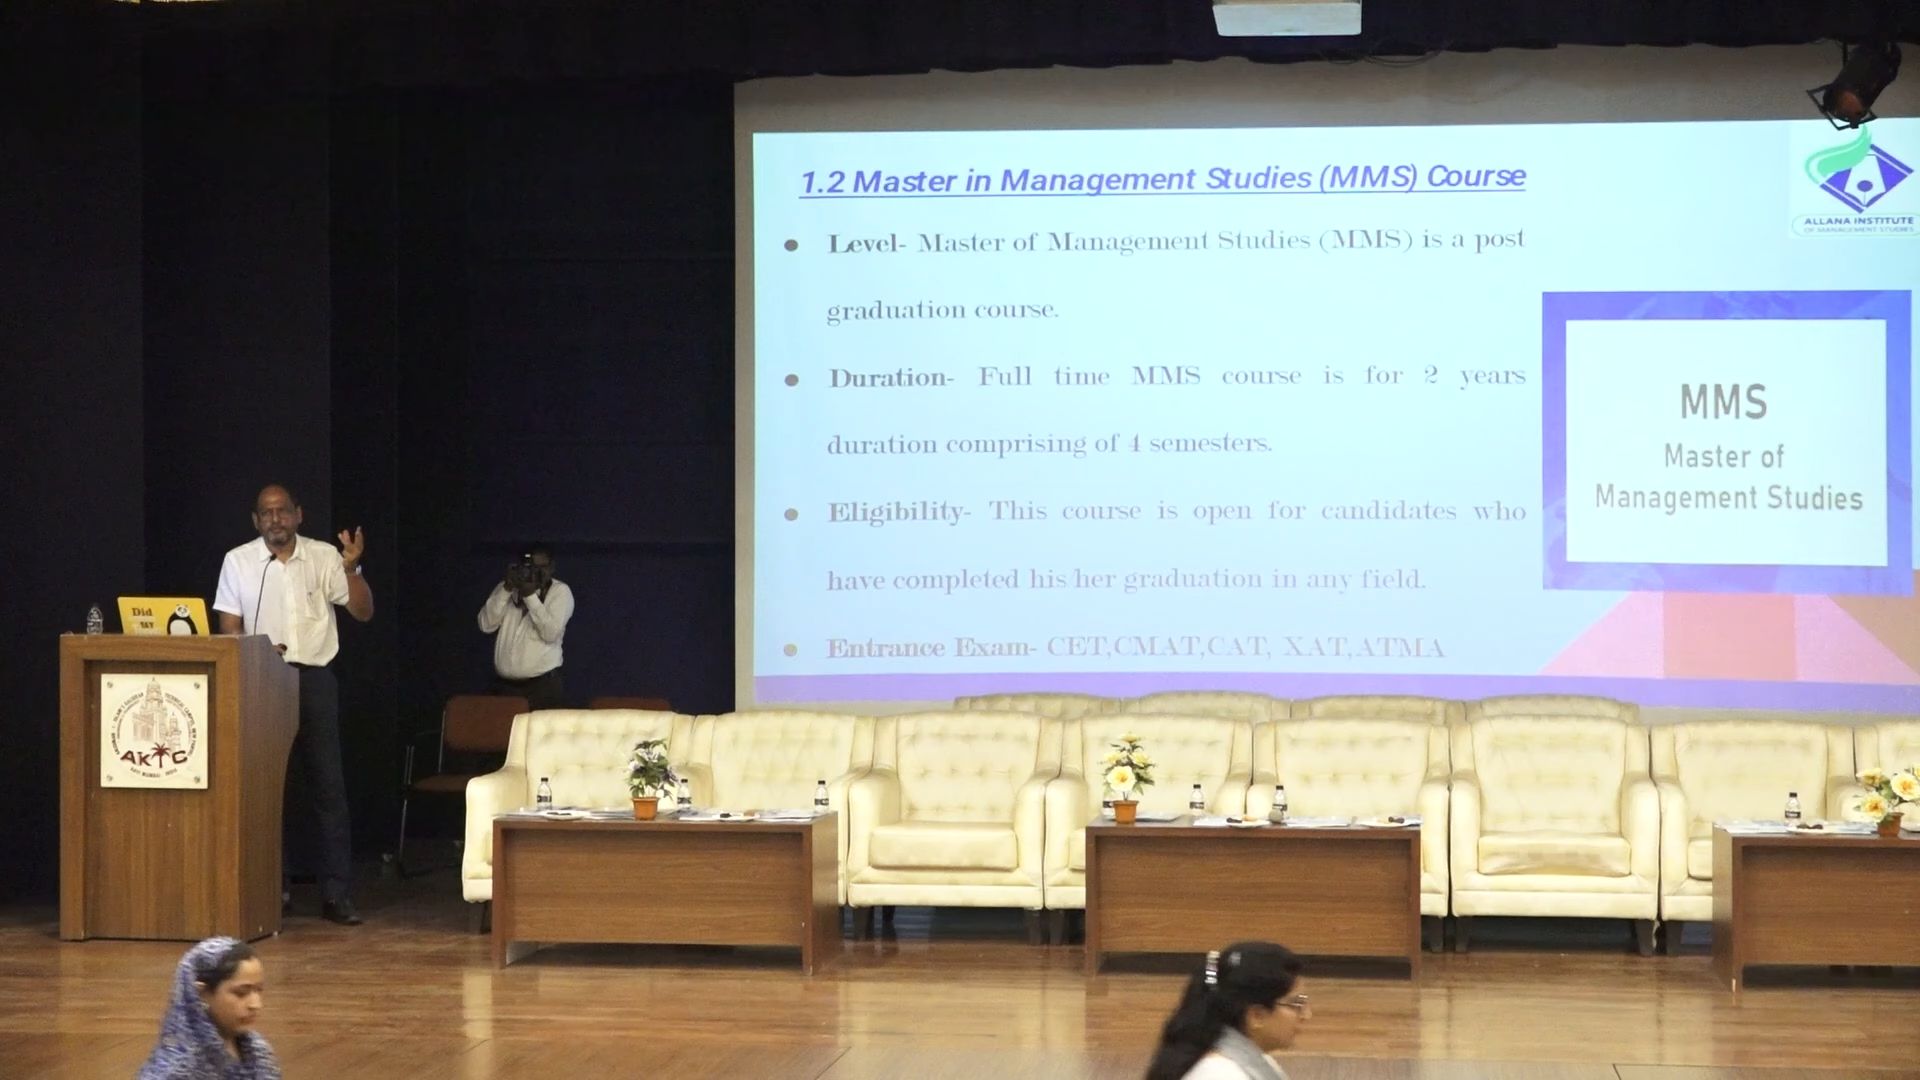 1.2 Master in Management Studies (MMS) Course
ALLANA INSTITUTE
OF MANAGEMENT STUDIES
Level- Master of Management Studies (MMS) is a post
graduation course.
Duration- Full time MMS course is for 2 years
duration comprising of 4 semesters.
Eligibility- This course is open for candidates who
have completed his/her graduation in any field.
Entrance Exam- CET,CMAT,CAT, XAT,ATMA
MMS
Master of
Management Studies
Did
AKTC